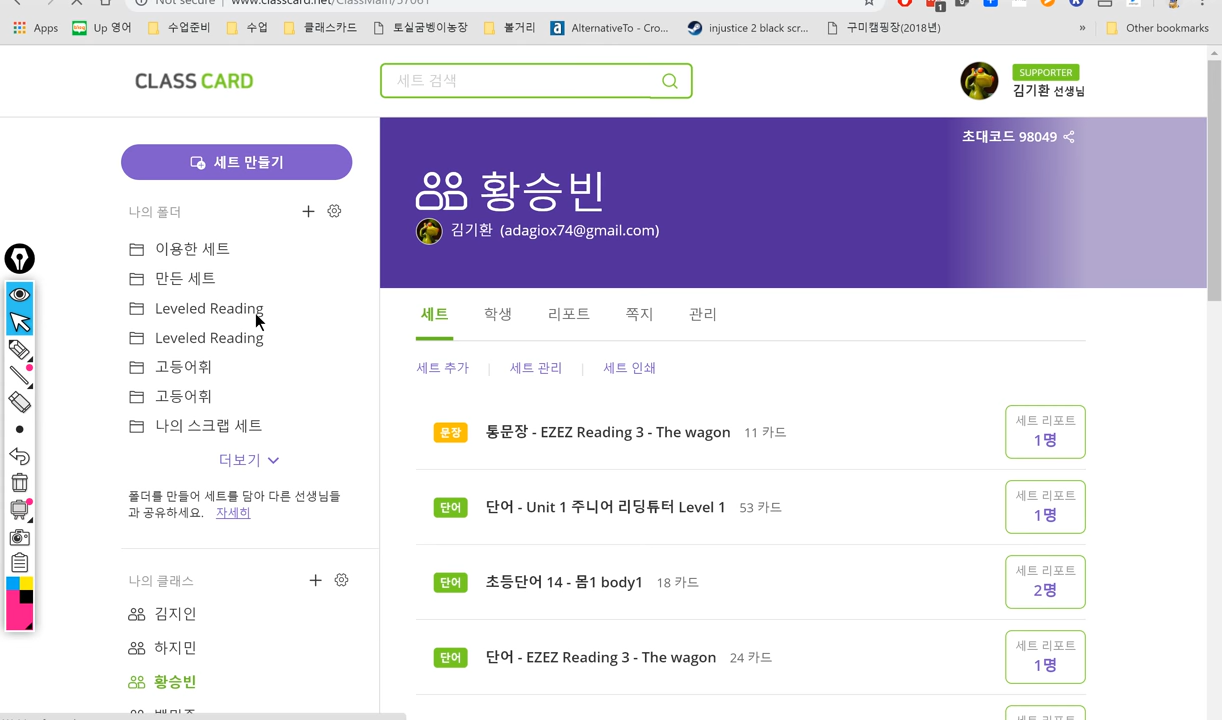 Not secure | www.classcard.net/ClassMain/57061
Apps
Up 영어
수업준비
수업
클래스카드
토실굼벵이농장
볼거리
AlternativeTo - Cro...
injustice 2 black scr...
구미캠핑장(2018년)
»
Other bookmarks
CLASS CARD
세트 검색
SUPPORTER
김기환 선생님
세트 만들기
나의 폴더
이용한 세트
만든 세트
Leveled Reading
Leveled Reading
고등어휘
고등어휘
나의 스크랩 세트
더보기
폴더를 만들어 세트를 담아 다른 선생님들
과 공유하세요. 자세히
나의 클래스
김지인
하지민
황승빈
초대코드 98049
황승빈
김기환 (adagiox74@gmail.com)
세트 학생 리포트 쪽지 관리
세트 추가 | 세트 관리 | 세트 인쇄
문장 통문장 - EZEZ Reading 3 - The wagon 11 카드
세트 리포트
1명
단어 단어 - Unit 1 주니어 리딩튜터 Level 1 53 카드
세트 리포트
1명
단어 초등단어 14 - 몸1 body1 18 카드
세트 리포트
2명
단어 단어 - EZEZ Reading 3 - The wagon 24 카드
세트 리포트
1명
세트 리포트